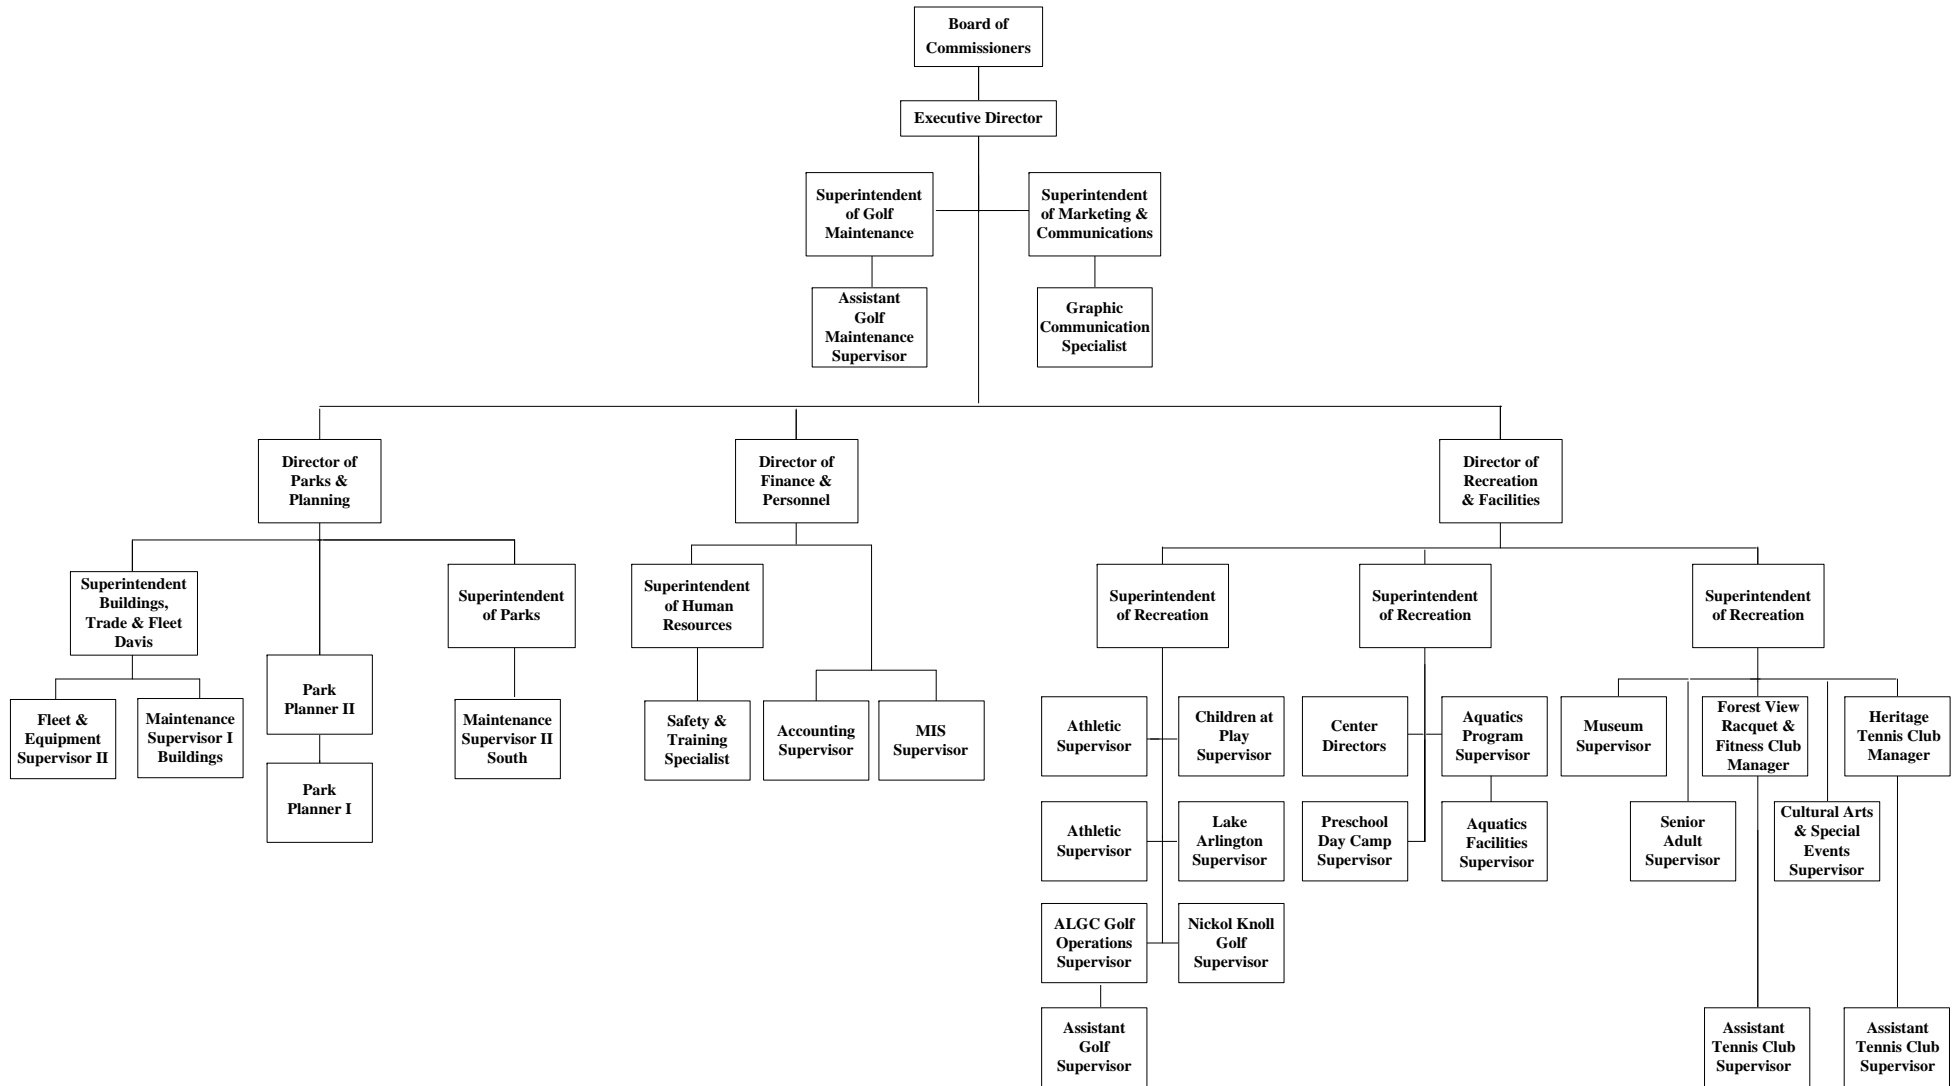 Board of
Commissioners
Executive Director
Superintendent
of Golf
Maintenance
Superintendent
of Marketing &
Communications
Assistant
Golf
Maintenance
Supervisor
Graphic
Communication
Specialist
Director of
Parks &
Planning
Director of
Finance &
Personnel
Director of
Recreation
& Facilities
Superintendent
Buildings,
Trade & Fleet
Davis
Superintendent
of Parks
Superintendent
of Human
Resources
Superintendent
of Recreation
Superintendent
of Recreation
Superintendent
of Recreation
Fleet &
Equipment
Supervisor II
Maintenance
Supervisor I
Buildings
Park
Planner II
Park
Planner I
Maintenance
Supervisor II
South
Safety &
Training
Specialist
Accounting
Supervisor
MIS
Supervisor
Athletic
Supervisor
Children at
Play
Supervisor
Center
Directors
Aquatics
Program
Supervisor
Museum
Supervisor
Forest View
Racquet &
Fitness Club
Manager
Heritage
Tennis Club
Manager
Athletic
Supervisor
Lake
Arlington
Supervisor
Preschool
Day Camp
Supervisor
Aquatics
Facilities
Supervisor
Senior
Adult
Supervisor
Cultural Arts
& Special
Events
Supervisor
ALGC Golf
Operations
Supervisor
Nickol Knoll
Golf
Supervisor
Assistant
Golf
Supervisor
Assistant
Tennis Club
Supervisor
Assistant
Tennis Club
Supervisor